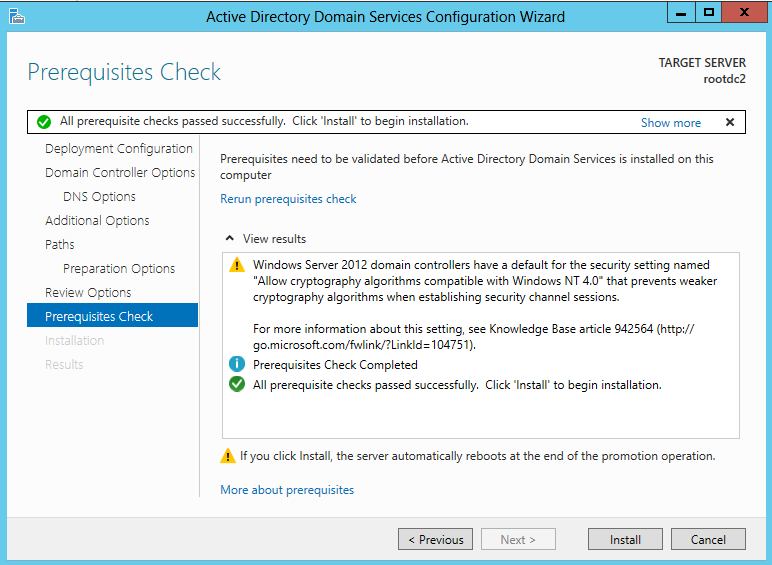 Active Directory Domain Services Configuration Wizard
Prerequisites Check
TARGET SERVER
rootdc2
All prerequisite checks passed successfully.  Click 'Install' to begin installation.
Show more
Deployment Configuration
Domain Controller Options
DNS Options
Additional Options
Paths
Preparation Options
Review Options
Prerequisites Check
Installation
Results
Prerequisites need to be validated before Active Directory Domain Services is installed on this
computer
Rerun prerequisites check
View results
Windows Server 2012 domain controllers have a default for the security setting named
"Allow cryptography algorithms compatible with Windows NT 4.0" that prevents weaker
cryptography algorithms when establishing security channel sessions.
For more information about this setting, see Knowledge Base article 942564 (http://
go.microsoft.com/fwlink/?LinkId=104751).
Prerequisites Check Completed
All prerequisite checks passed successfully.  Click 'Install' to begin installation.
If you click Install, the server automatically reboots at the end of the promotion operation.
More about prerequisites
< Previous
Next >
Install
Cancel